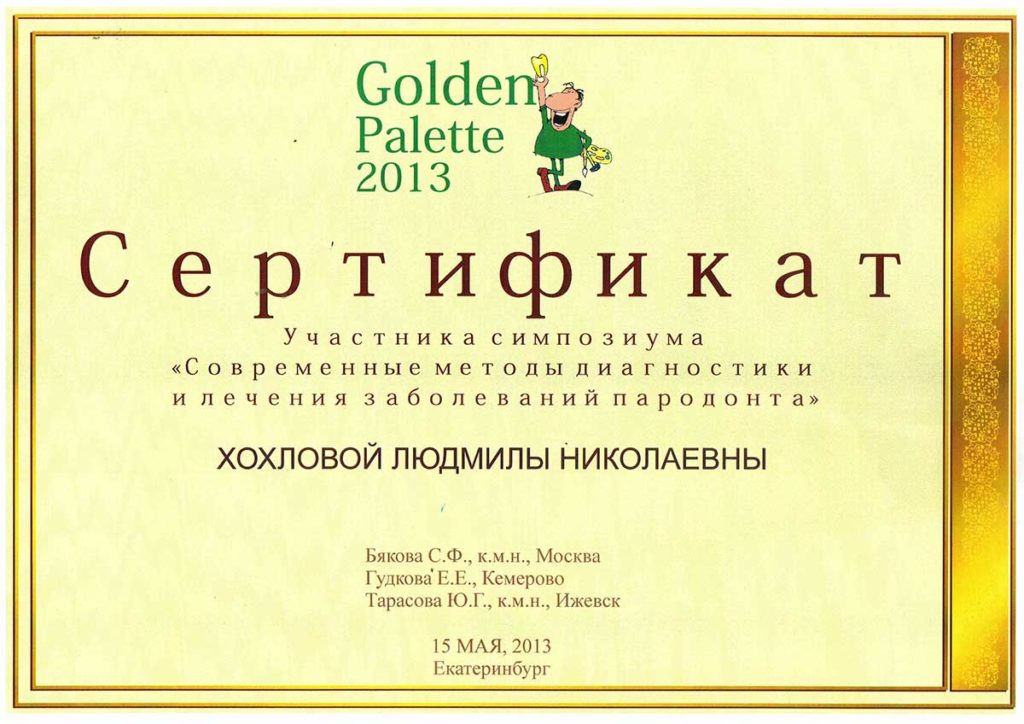 Golden
Palette
2013
Сертификат
Участника симпозиума
«Современные методы диагностики
и лечения заболеваний пародонта»
ХОХЛОВОЙ ЛЮДМИЛЫ НИКОЛАЕВНЫ
Бякова С.Ф., к.м.н., Москва
Гудкова Е.Е., Кемерово
Тарасова Ю.Г., к.м.н., Ижевск
15 МАЯ, 2013
Екатеринбург